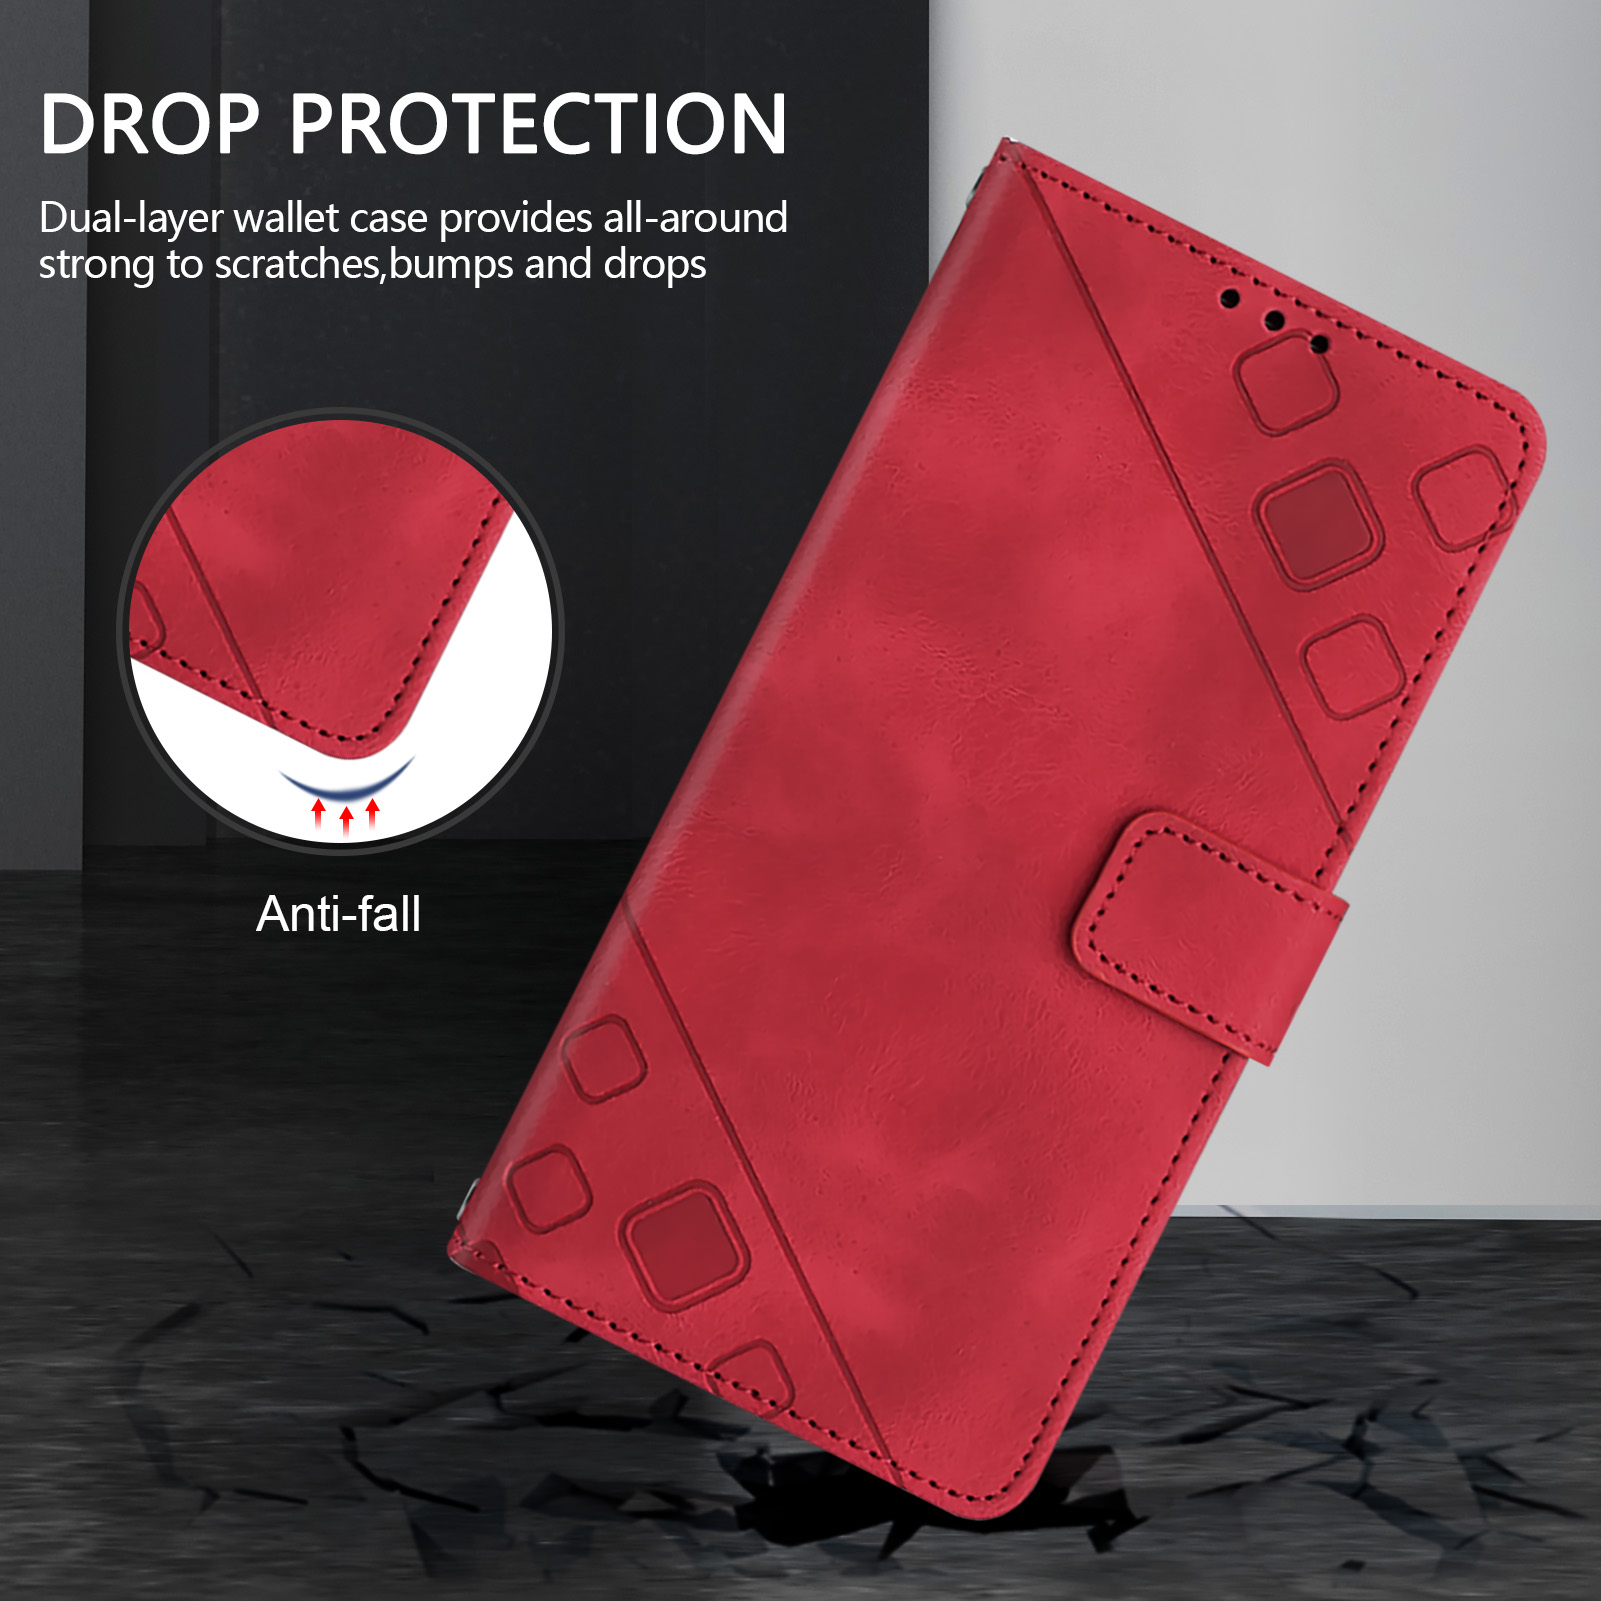 DROP PROTECTION
Dual-layer wallet case provides all-around
strong to scratches,bumps and drops
Anti-fall